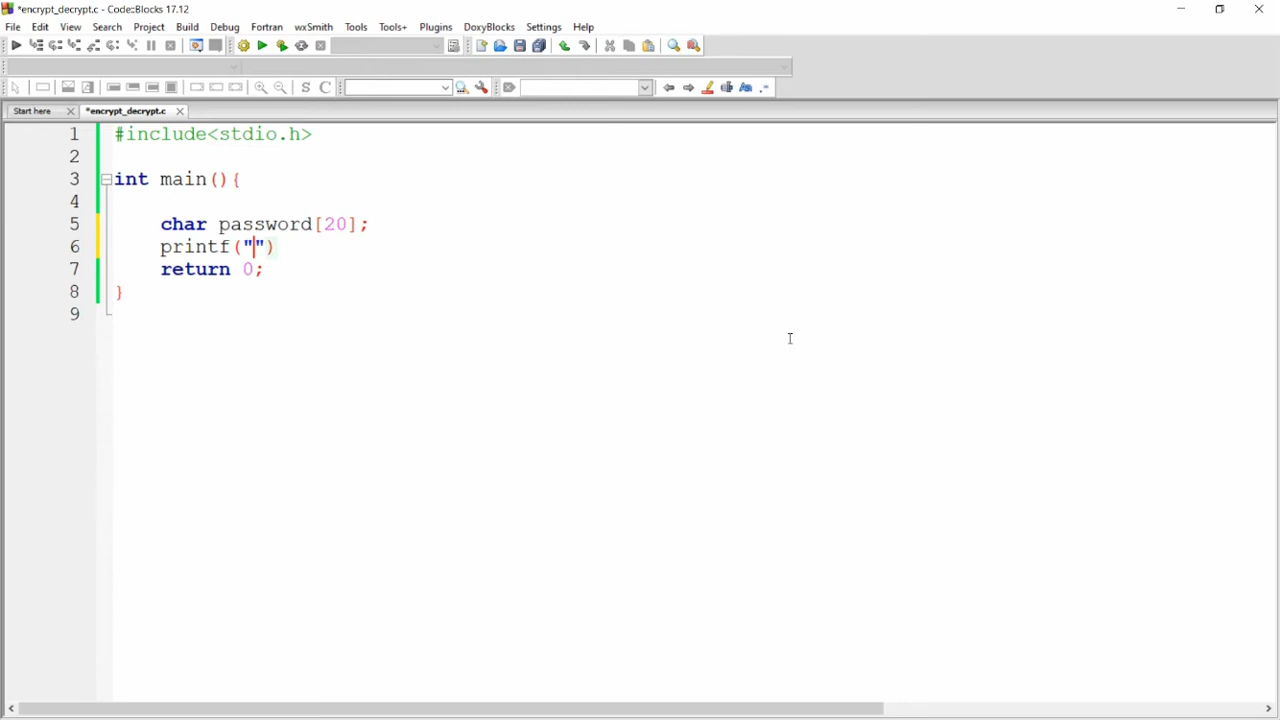 *encrypt_decrypt.c - Code::Blocks 17.12
File Edit View Search Project Build Debug Fortran wxSmith Tools Tools+ Plugins DoxyBlocks Settings Help
S C
Start here *encrypt_decrypt.c
1 #include<stdio.h>
2
3 int main(){
4
5 char password[20];
6 printf("")
7 return 0;
8 }
9